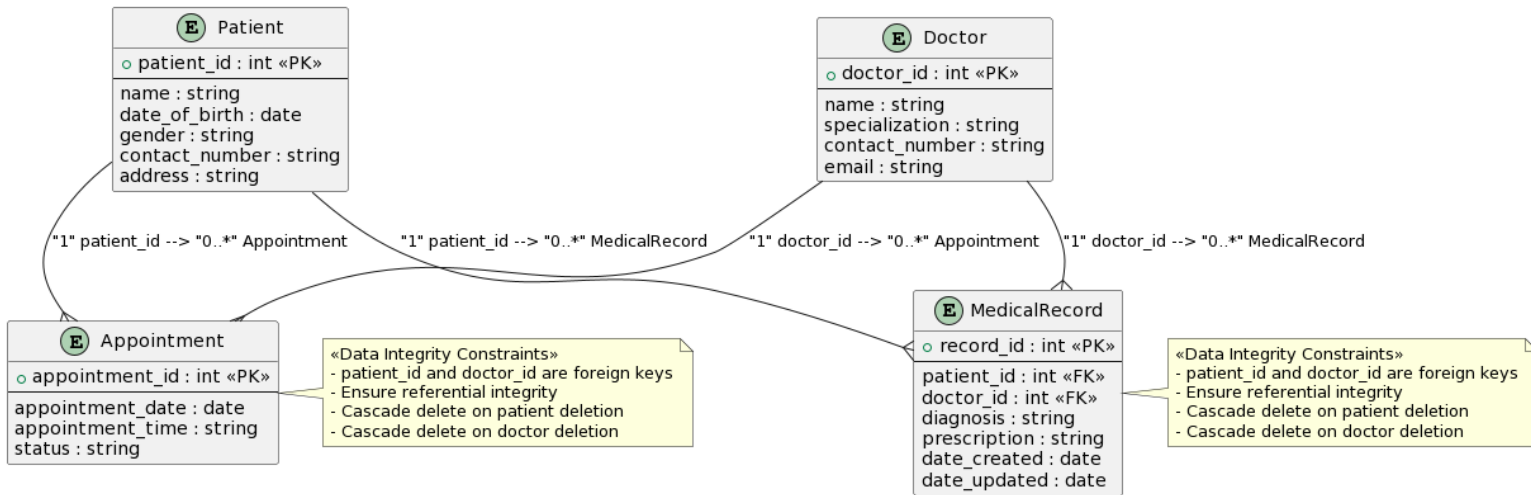 E Patient
patient_id : int «PK»
name : string
date_of_birth : date
gender : string
contact_number : string
address : string
E Doctor
doctor_id : int «PK»
name : string
specialization : string
contact_number : string
email : string
"1" patient_id --> "0..*" Appointment
"1" patient_id --> "0..*" MedicalRecord
"1" doctor_id --> "0..*" Appointment
"1" doctor_id --> "0..*" MedicalRecord
E Appointment
appointment_id : int «PK»
appointment_date : date
appointment_time : string
status : string
«Data Integrity Constraints»
- patient_id and doctor_id are foreign keys
- Ensure referential integrity
- Cascade delete on patient deletion
- Cascade delete on doctor deletion
E MedicalRecord
record_id : int «PK»
patient_id : int «FK»
doctor_id : int «FK»
diagnosis : string
prescription : string
date_created : date
date_updated : date
«Data Integrity Constraints»
- patient_id and doctor_id are foreign keys
- Ensure referential integrity
- Cascade delete on patient deletion
- Cascade delete on doctor deletion